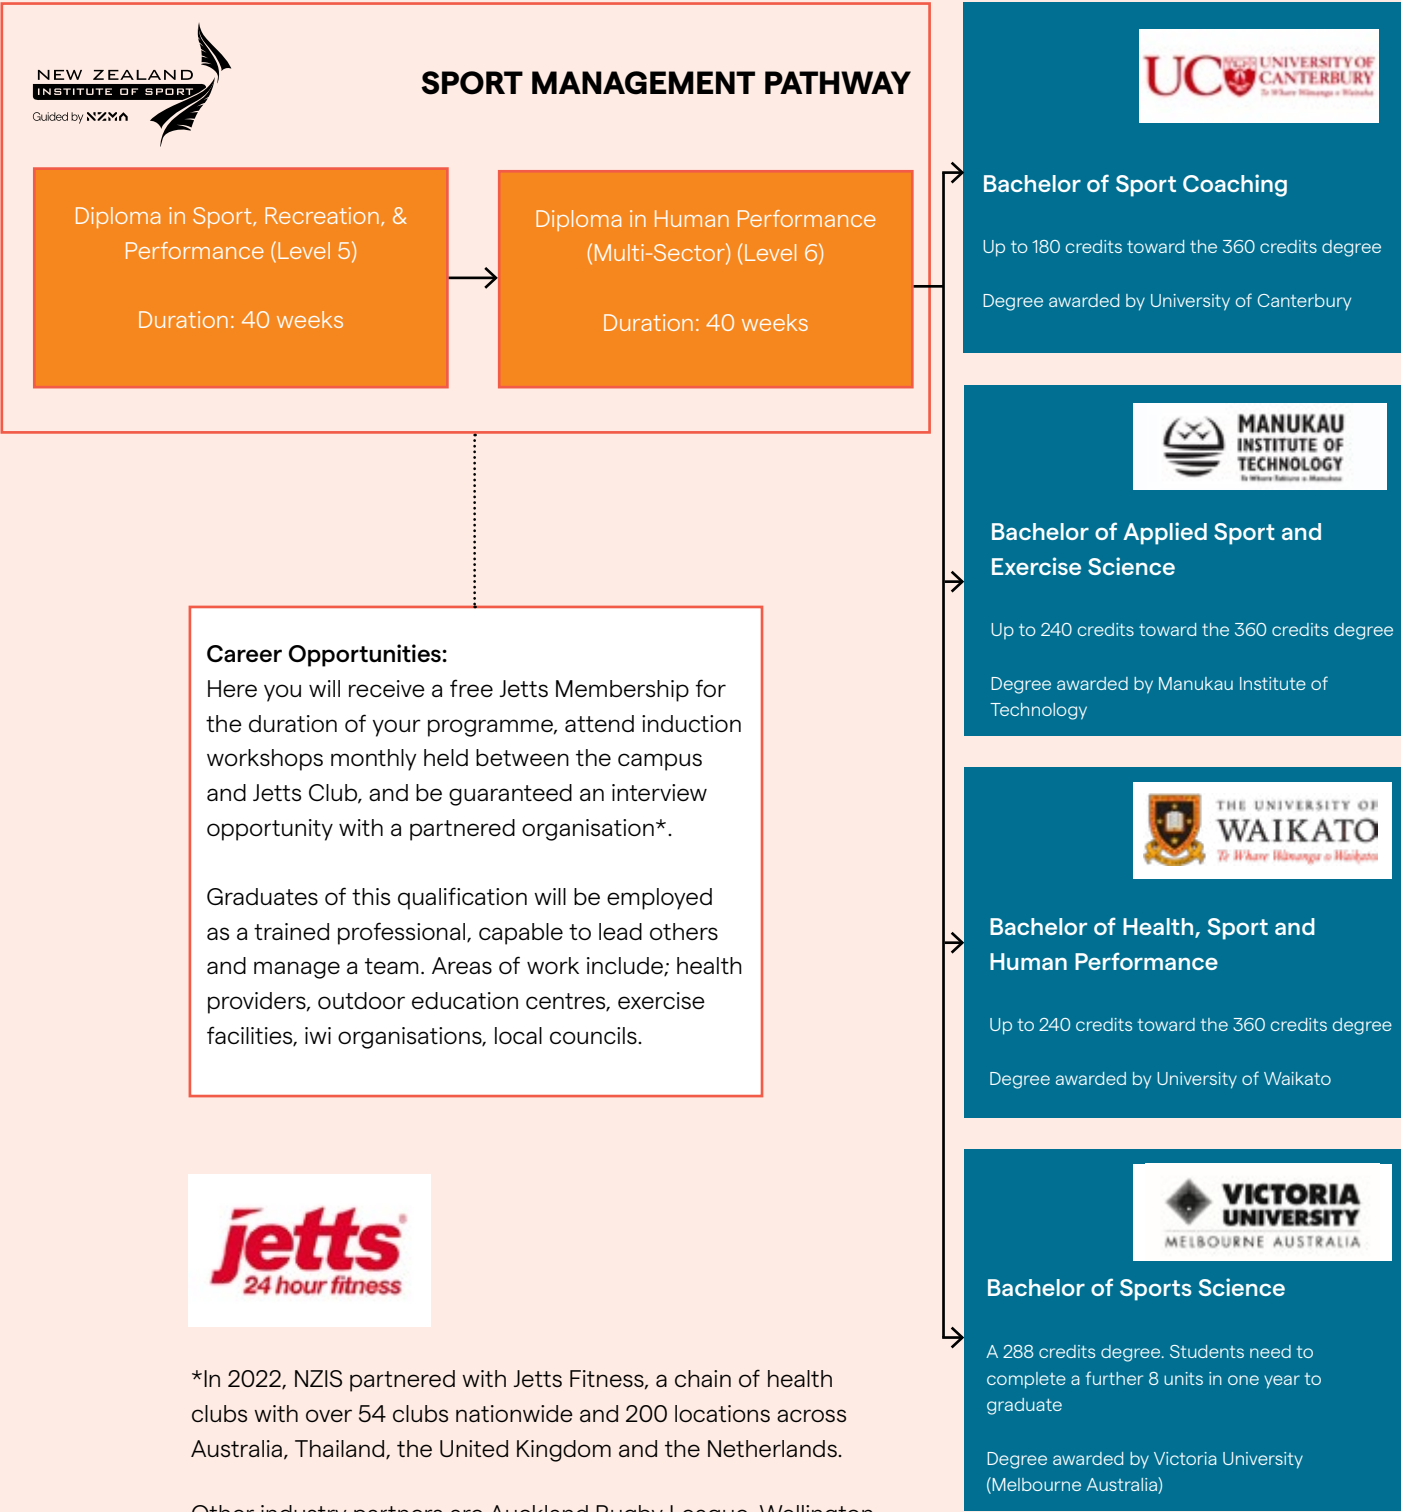 NEW ZEALAND
INSTITUTE OF SPORT
Guided by NZMA
SPORT MANAGEMENT PATHWAY
Diploma in Sport, Recreation, &
Performance (Level 5)
Duration: 40 weeks
Diploma in Human Performance
(Multi-Sector) (Level 6)
Duration: 40 weeks
UC UNIVERSITY OF
CANTERBURY
Te Whare Wānanga o Waitaha
Bachelor of Sport Coaching
Up to 180 credits toward the 360 credits degree
Degree awarded by University of Canterbury
MANUKAU
INSTITUTE OF
TECHNOLOGY
Bachelor of Applied Sport and
Exercise Science
Up to 240 credits toward the 360 credits degree
Degree awarded by Manukau Institute of
Technology
THE UNIVERSITY OF
WAIKATO
Te Whare Wānanga o Waikato
Bachelor of Health, Sport and
Human Performance
Up to 240 credits toward the 360 credits degree
Degree awarded by University of Waikato
VICTORIA
UNIVERSITY
MELBOURNE AUSTRALIA
Bachelor of Sports Science
A 288 credits degree. Students need to
complete a further 8 units in one year to
graduate
Degree awarded by Victoria University
(Melbourne Australia)
Career Opportunities:
Here you will receive a free Jetts Membership for
the duration of your programme, attend induction
workshops monthly held between the campus
and Jetts Club, and be guaranteed an interview
opportunity with a partnered organisation*.
Graduates of this qualification will be employed
as a trained professional, capable to lead others
and manage a team. Areas of work include; health
providers, outdoor education centres, exercise
facilities, iwi organisations, local councils.
jetts®
24 hour fitness
*In 2022, NZIS partnered with Jetts Fitness, a chain of health
clubs with over 54 clubs nationwide and 200 locations across
Australia, Thailand, the United Kingdom and the Netherlands.
Other industry partners are Auckland Rugby League, Wellington